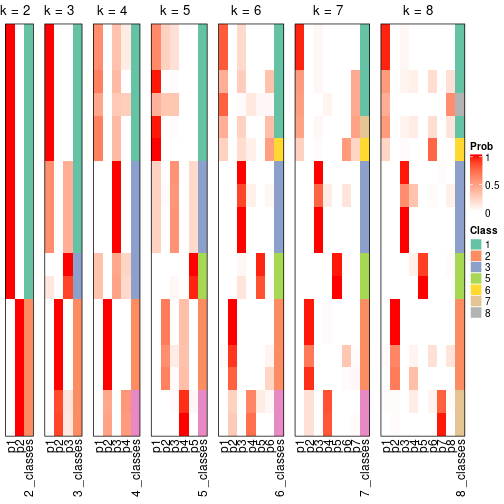 k = 2
k = 3
k = 4
k = 5
k = 6
k = 7
k = 8
Prob
1
0.5
0
Class
1
2
3
5
6
7
8
p1
p2
2_classes
p1
p2
p3
3_classes
p1
p2
p3
p4
4_classes
p1
p2
p3
p4
p5
5_classes
p1
p2
p3
p4
p5
p6
6_classes
p1
p2
p3
p4
p5
p6
p7
7_classes
p1
p2
p3
p4
p5
p6
p7
p8
8_classes